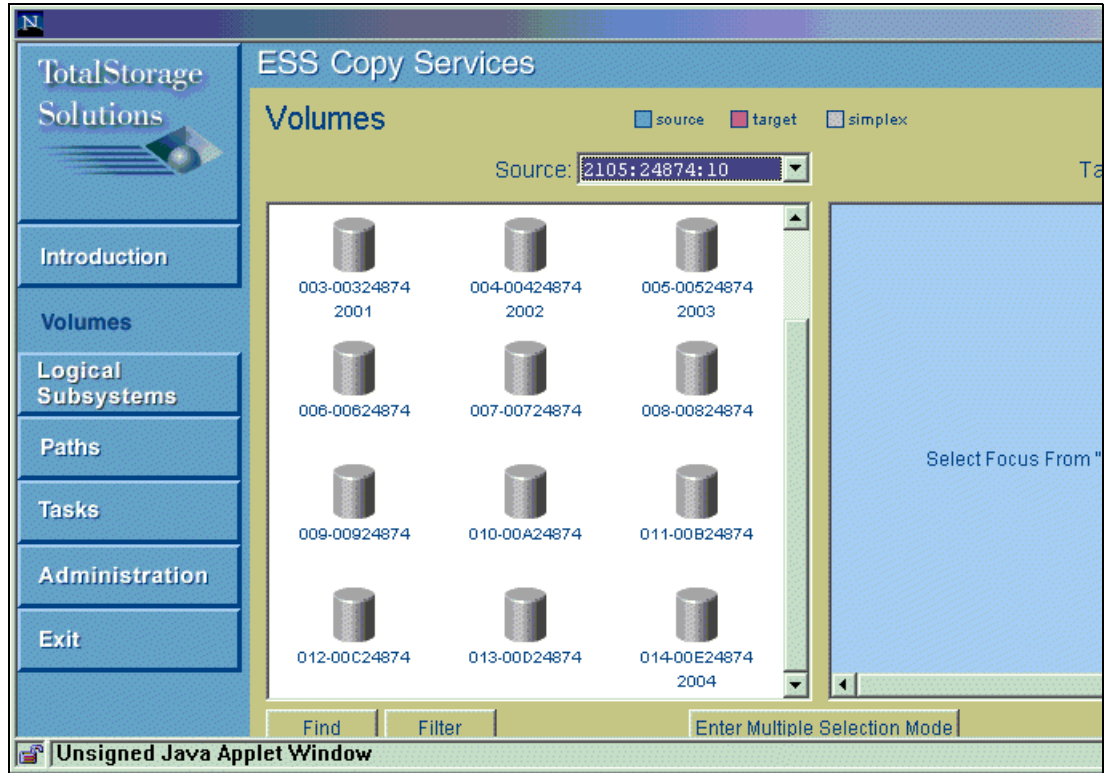 N
TotalStorage
Solutions
Introduction
Volumes
Logical
Subsystems
Paths
Tasks
Administration
Exit
ESS Copy Services
Volumes
source target simplex
Source: 2105:24874:10
Ta
003-00324874 004-00424874 005-00524874
2001 2002 2003
006-00624874 007-00724874 008-00824874
009-00924874 010-00A24874 011-00B24874
012-00C24874 013-00D24874 014-00E24874
2004
Select Focus From "
Find Filter Enter Multiple Selection Mode
Unsigned Java Applet Window